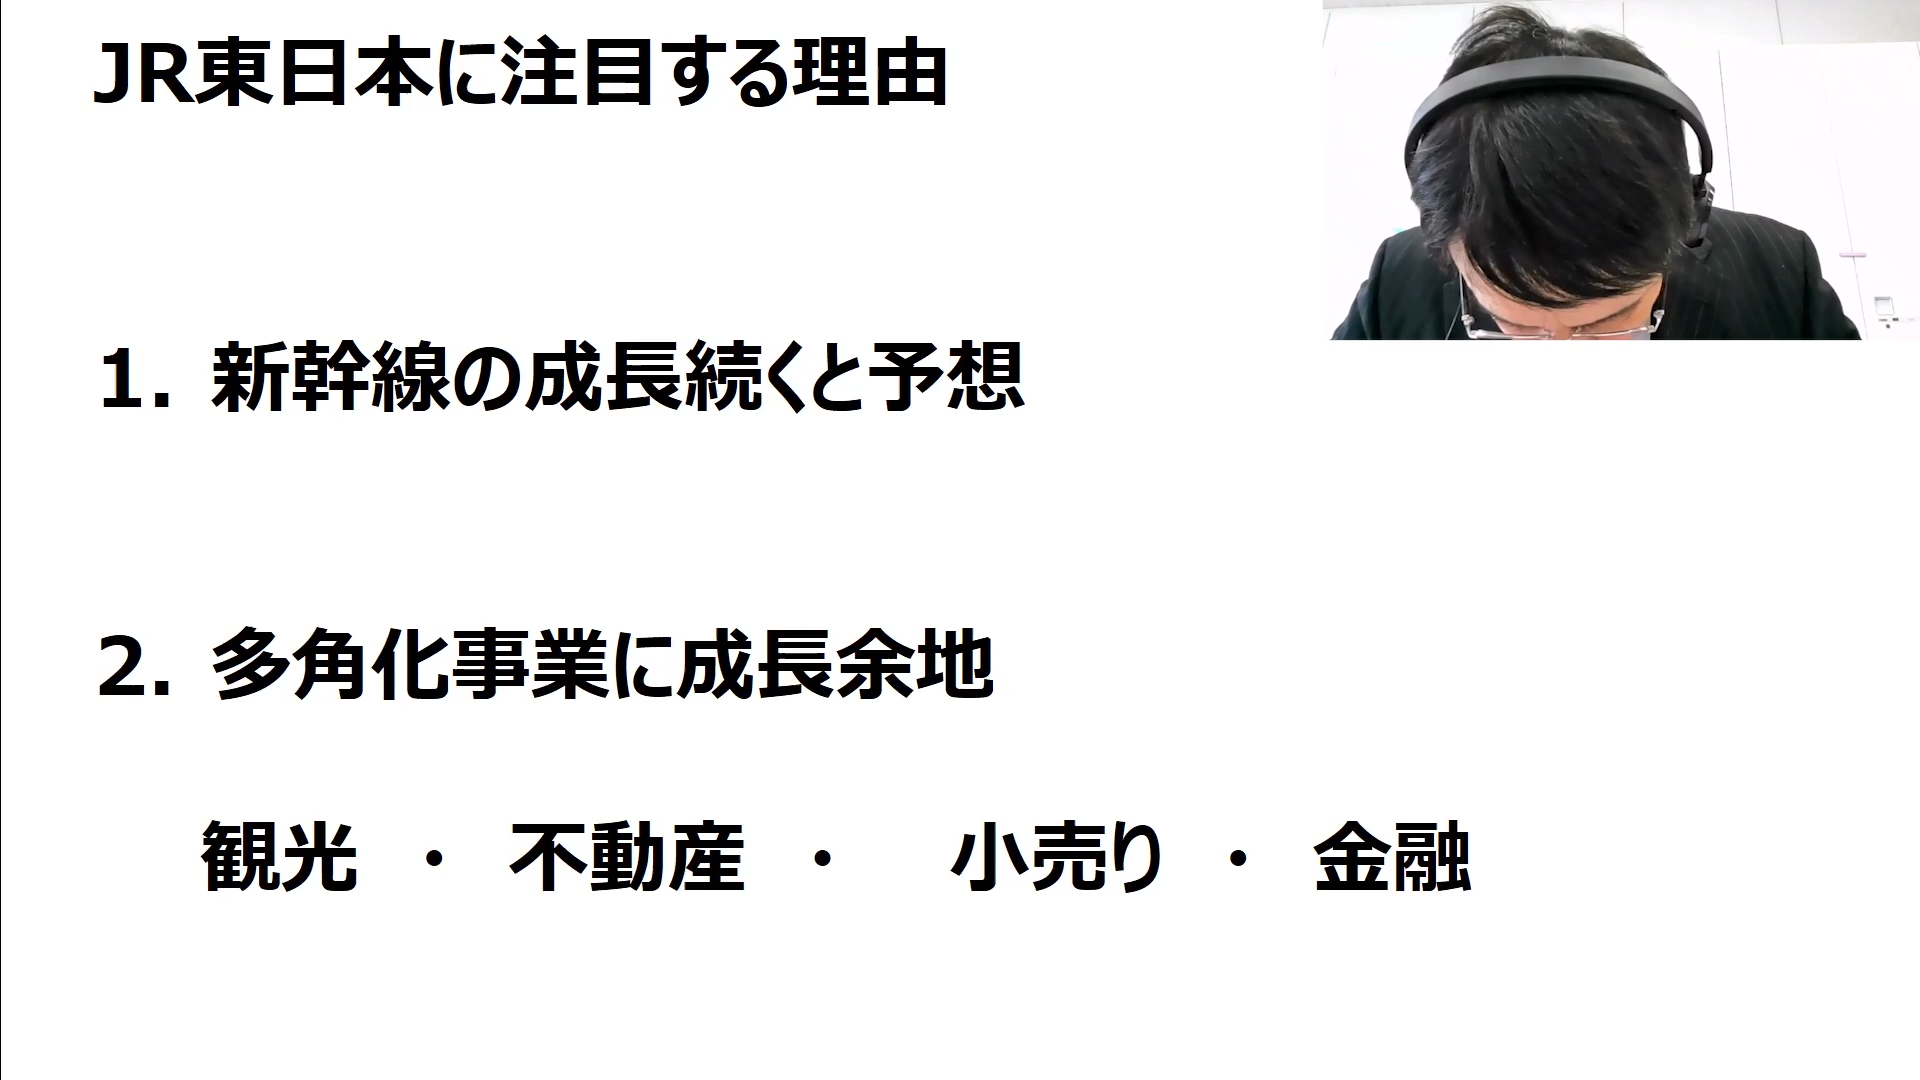 JR東日本に注目する理由
1. 新幹線の成長続くと予想
2. 多角化事業に成長余地
観光 ・ 不動産 ・ 小売り ・ 金融